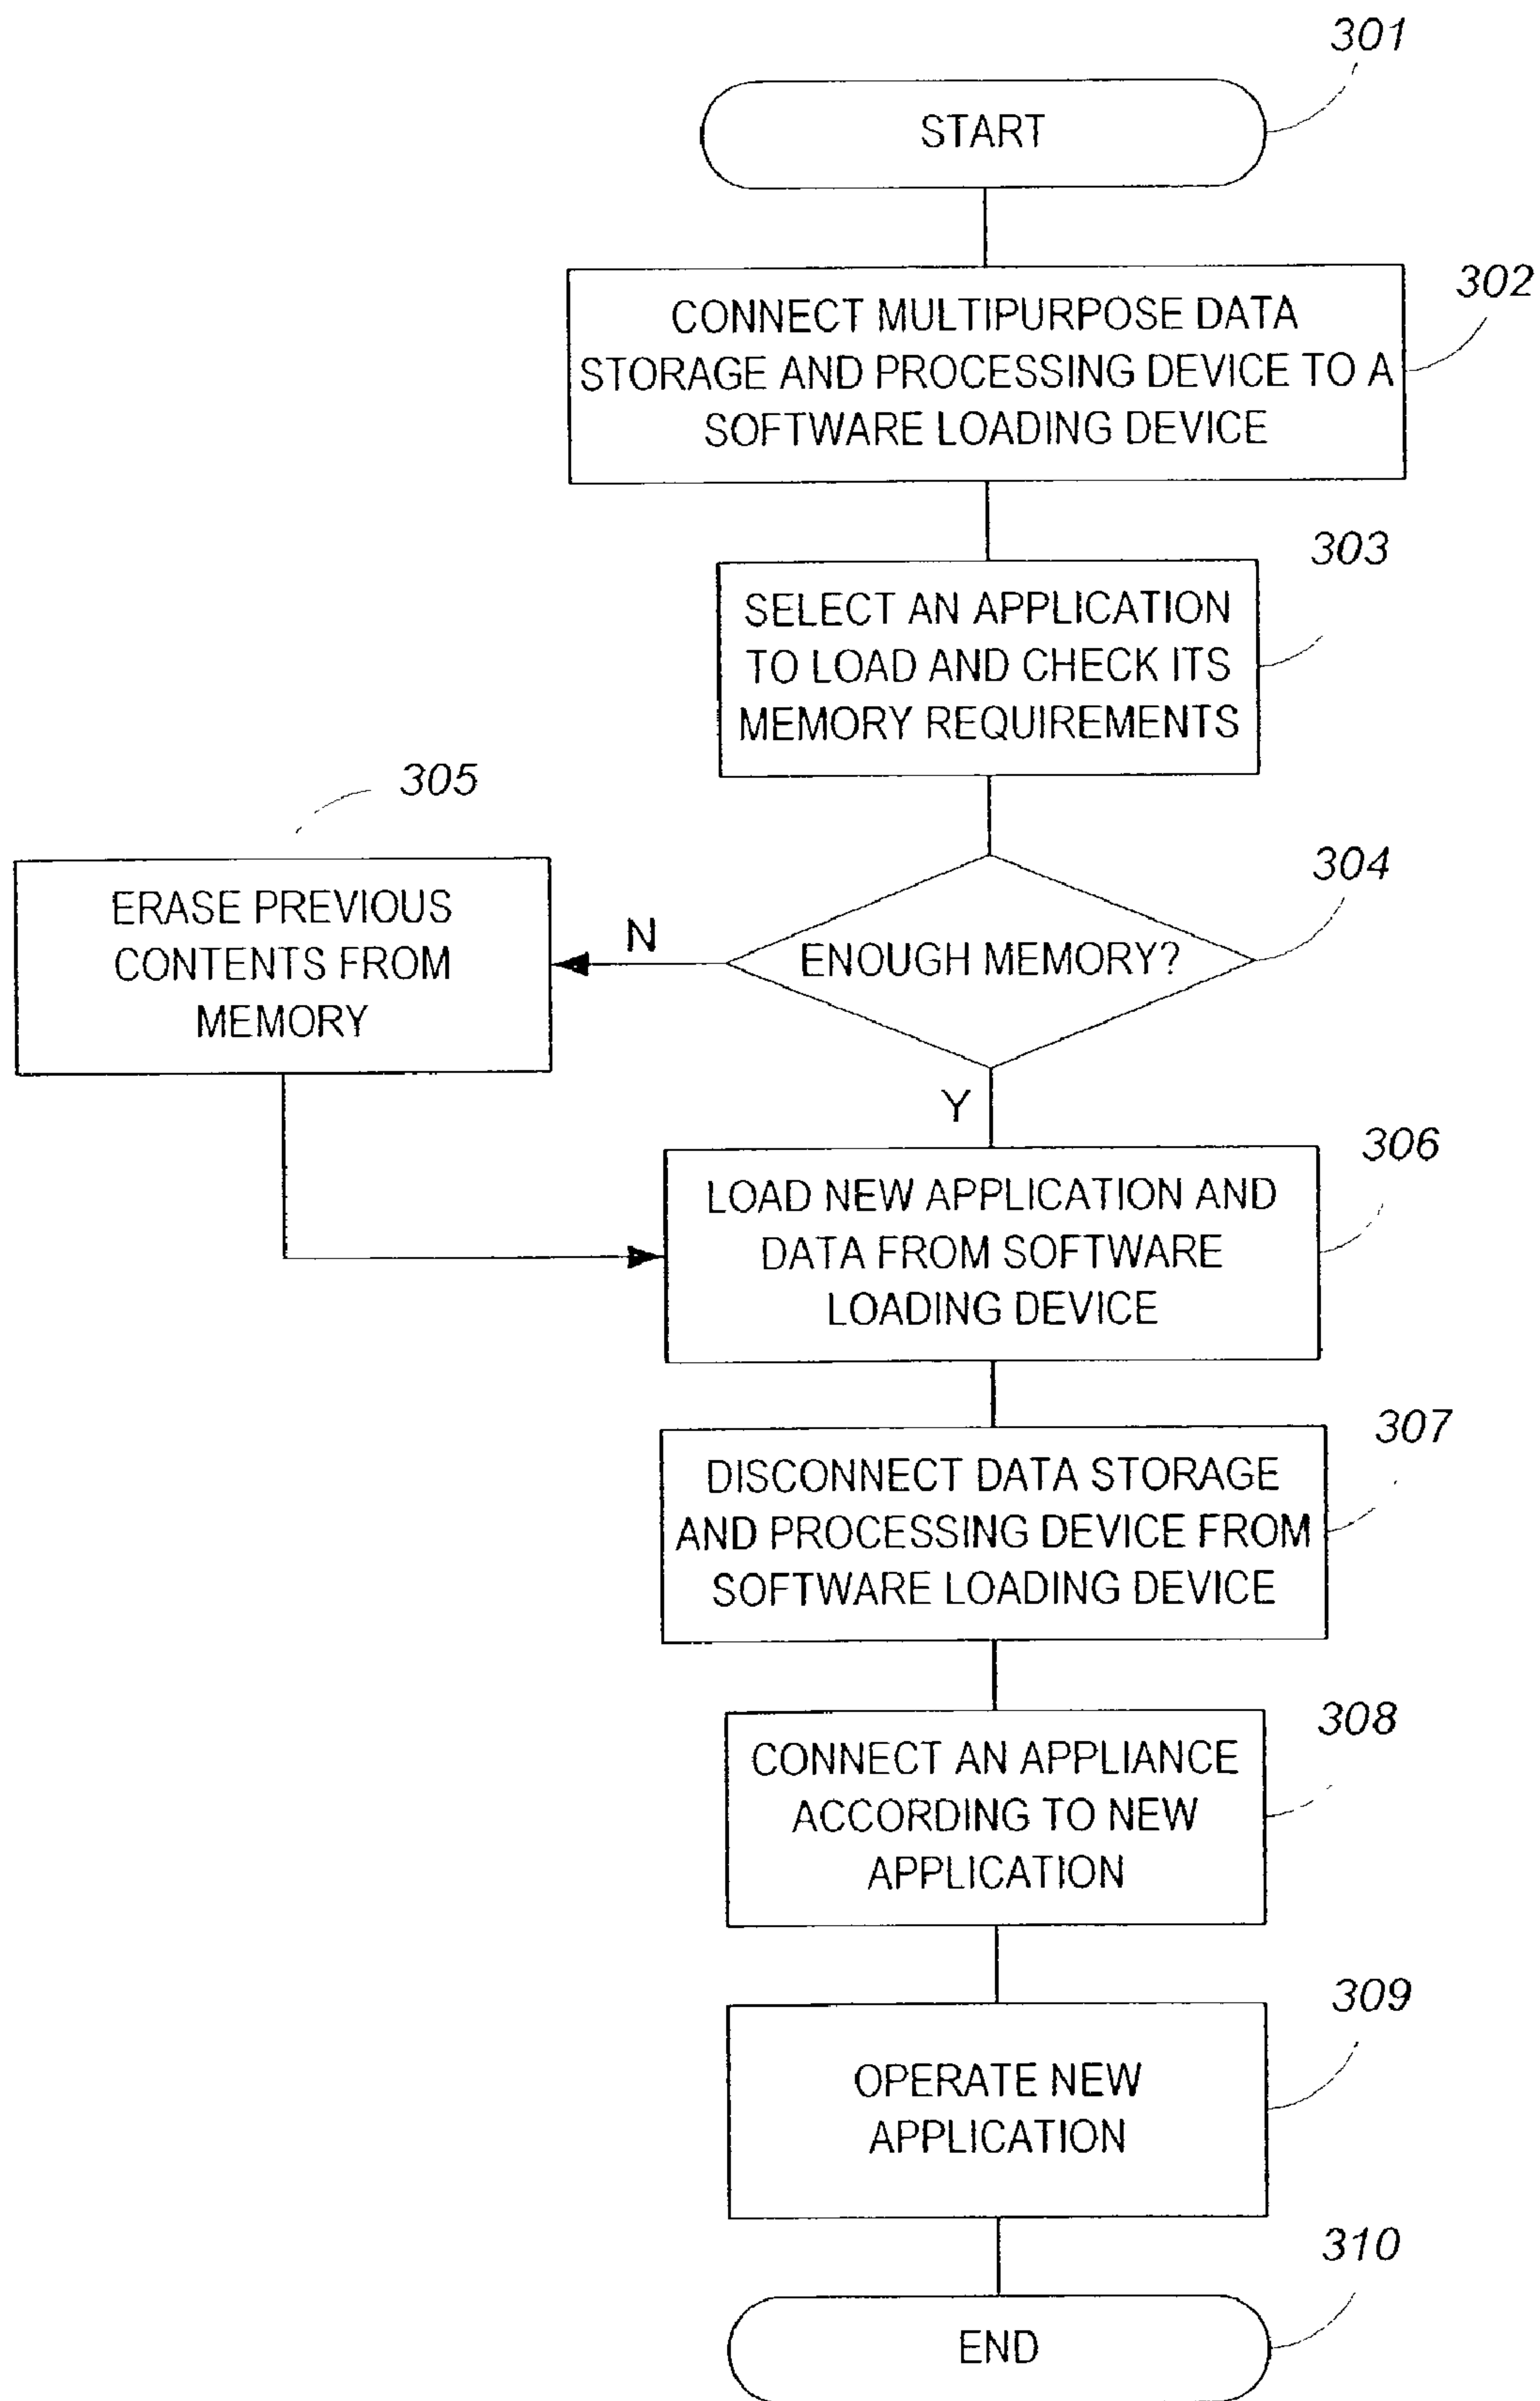 301
START
302
CONNECT MULTIPURPOSE DATA
STORAGE AND PROCESSING DEVICE TO A
SOFTWARE LOADING DEVICE
303
SELECT AN APPLICATION
TO LOAD AND CHECK ITS
MEMORY REQUIREMENTS
304
ENOUGH MEMORY?
N
305
ERASE PREVIOUS
CONTENTS FROM
MEMORY
Y
306
LOAD NEW APPLICATION AND
DATA FROM SOFTWARE
LOADING DEVICE
307
DISCONNECT DATA STORAGE
AND PROCESSING DEVICE FROM
SOFTWARE LOADING DEVICE
308
CONNECT AN APPLIANCE
ACCORDING TO NEW
APPLICATION
309
OPERATE NEW
APPLICATION
310
END